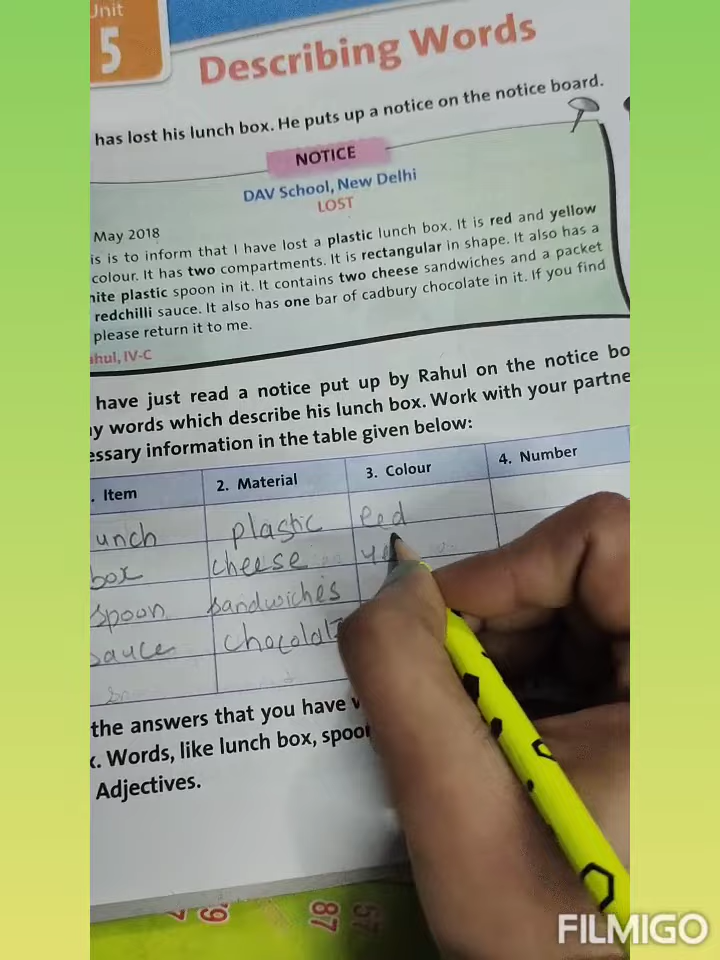 Unit
5
Describing Words
has lost his lunch box. He puts up a notice on the notice board.
NOTICE
DAV School, New Delhi
LOST
May 2018
is is to inform that I have lost a plastic lunch box. It is red and yellow
colour. It has two compartments. It is rectangular in shape. It also has a
hite plastic spoon in it. It contains two cheese sandwiches and a packet
redchilli sauce. It also has one bar of cadbury chocolate in it. If you find
please return it to me.
ahul, IV-C
have just read a notice put up by Rahul on the notice bo
ny words which describe his lunch box. Work with your partne
essary information in the table given below:
. Item 2. Material 3. Colour 4. Number
unch plastic Red
box cheese ye
spoon sandwiches
sauce
the answers that you have
x. Words, like lunch box, spoo
Adjectives.
79
87
57
FILMIGO